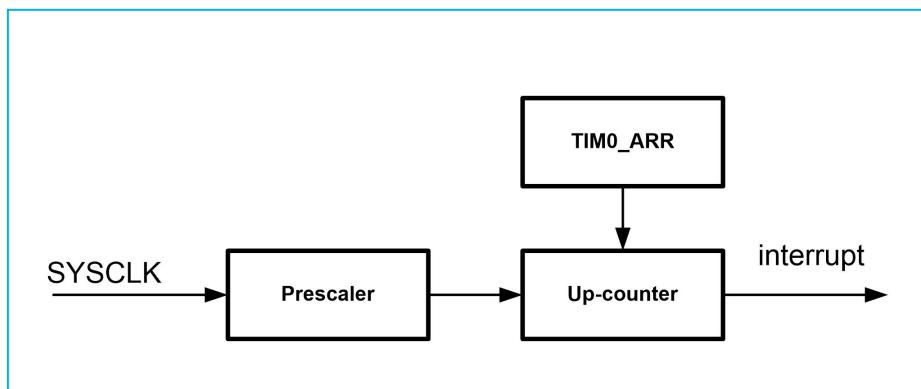 TIM0_ARR
SYSCLK
Prescaler
Up-counter
interrupt